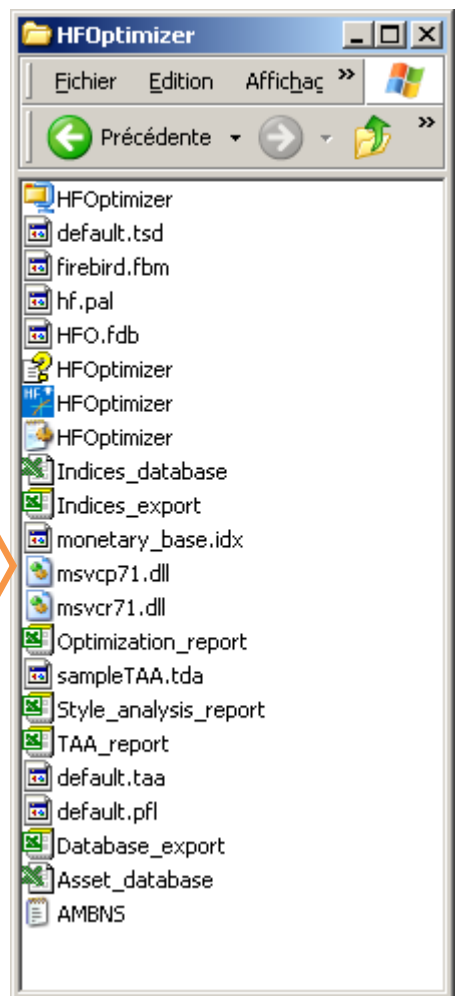 HFOptimizer
Fichier Edition Affichag »
Précédente »
HFOptimizer
default.tsd
firebird.fbm
hf.pal
HFO.fdb
HFOptimizer
HFOptimizer
HFOptimizer
Indices_database
Indices_export
monetary_base.idx
msvcp71.dll
msvcr71.dll
Optimization_report
sampleTAA.tda
Style_analysis_report
TAA_report
default.taa
default.pfl
Database_export
Asset_database
AMBNS